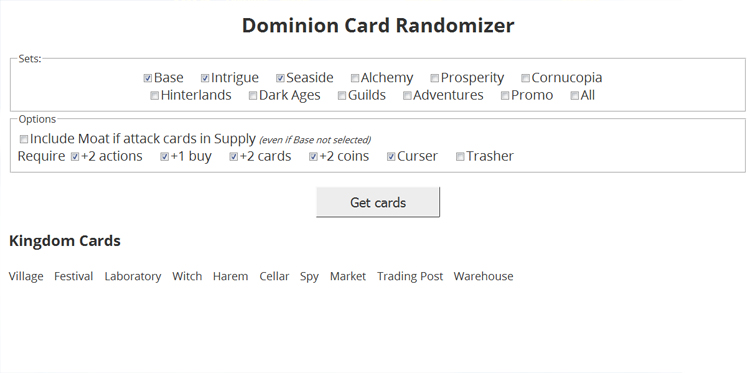 Dominion Card Randomizer
Sets:
Base Intrigue Seaside Alchemy Prosperity Cornucopia
Hinterlands Dark Ages Guilds Adventures Promo All
Options
Include Moat if attack cards in Supply (even if Base not selected)
Require +2 actions +1 buy +2 cards +2 coins Curser Trasher
Get cards
Kingdom Cards
Village Festival Laboratory Witch Harem Cellar Spy Market Trading Post Warehouse